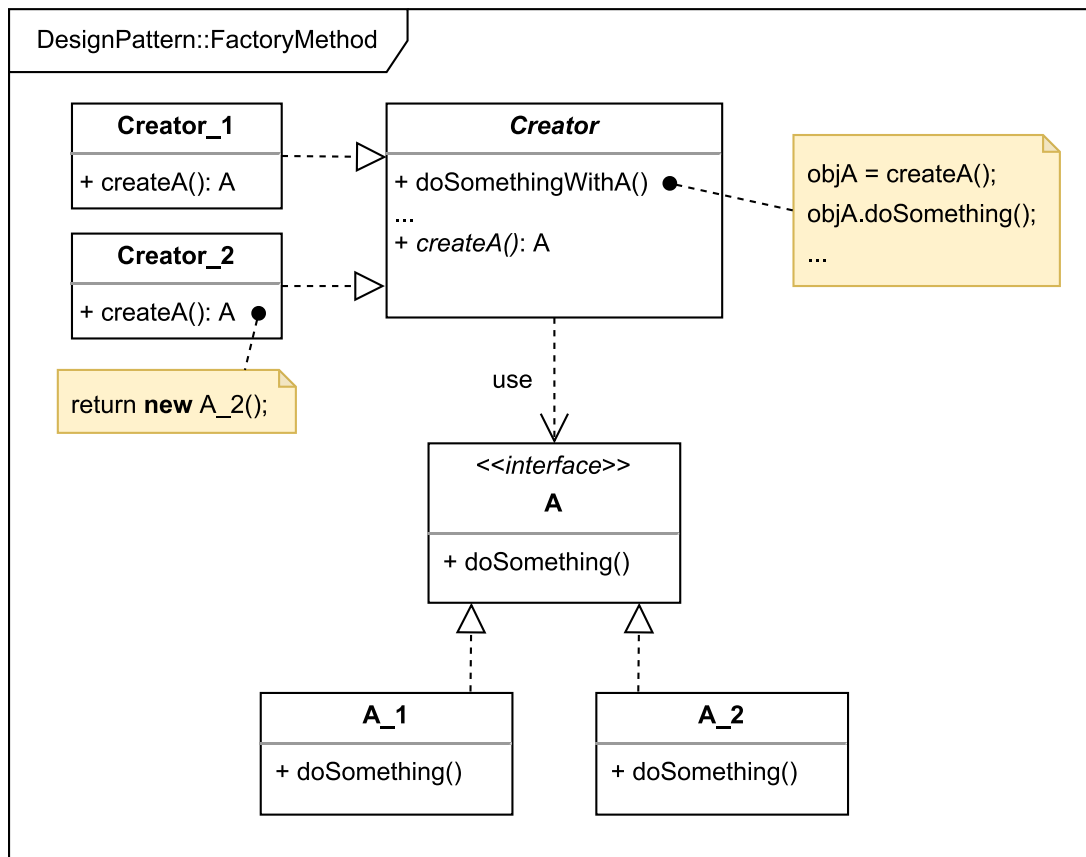 DesignPattern::FactoryMethod
Creator_1
+ createA(): A
Creator_2
+ createA(): A
return new A_2();
Creator
+ doSomethingWithA()
...
+ createA(): A
objA = createA();
objA.doSomething();
...
use
<<interface>>
A
+ doSomething()
A_1
+ doSomething()
A_2
+ doSomething()